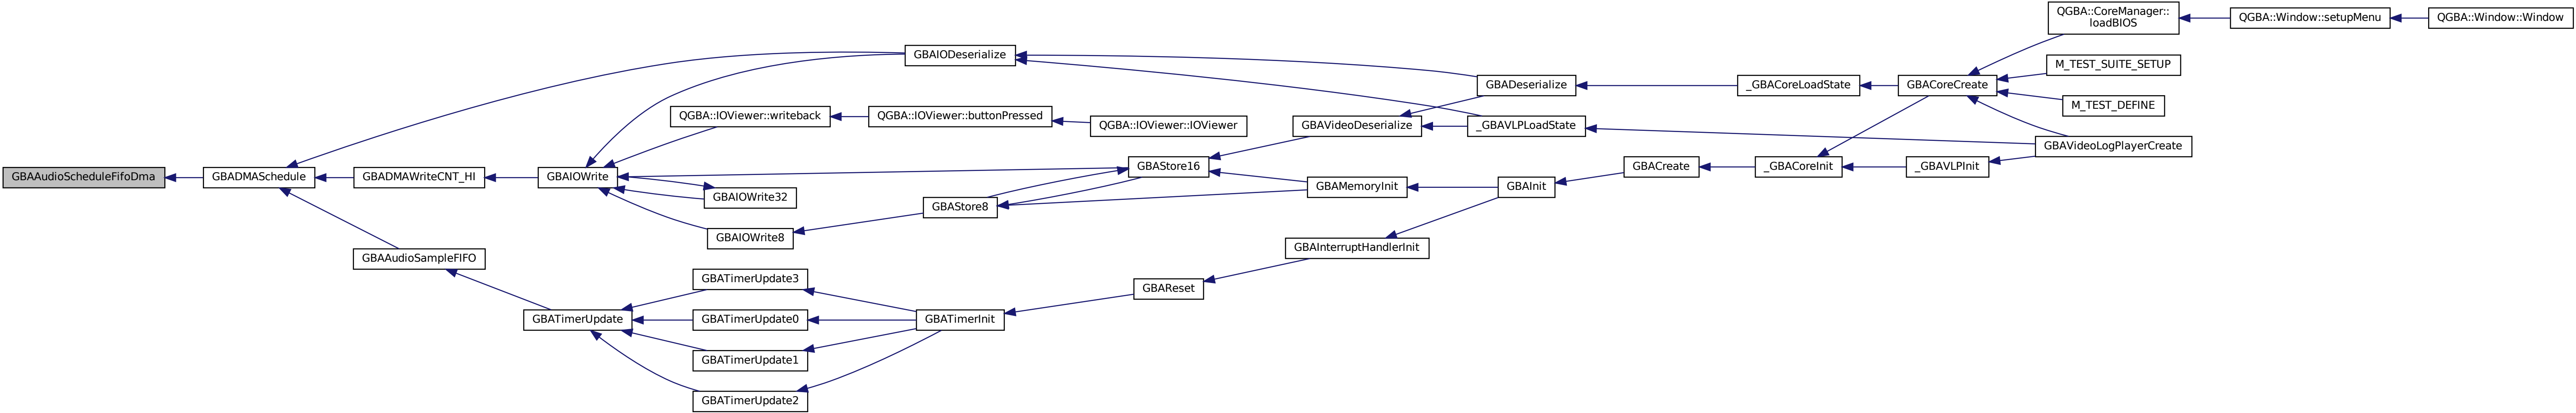 QGBA::CoreManager::
loadBIOS
QGBA::Window::setupMenu
QGBA::Window::Window
GBAIODeserialize
M_TEST_SUITE_SETUP
GBADeserialize
_GBACoreLoadState
GBACoreCreate
M_TEST_DEFINE
QGBA::IOViewer::writeback
QGBA::IOViewer::buttonPressed
QGBA::IOViewer::IOViewer
GBAVideoDeserialize
_GBAVLPLoadState
GBAVideoLogPlayerCreate
GBAAudioScheduleFifoDma
GBADMASchedule
GBADMAWriteCNT_HI
GBAIOWrite
GBAStore16
GBACreate
_GBACoreInit
_GBAVLPInit
GBAIOWrite32
GBAMemoryInit
GBAInit
GBAStore8
GBAIOWrite8
GBAInterruptHandlerInit
GBAAudioSampleFIFO
GBATimerUpdate3
GBAReset
GBATimerUpdate
GBATimerUpdate0
GBATimerInit
GBATimerUpdate1
GBATimerUpdate2